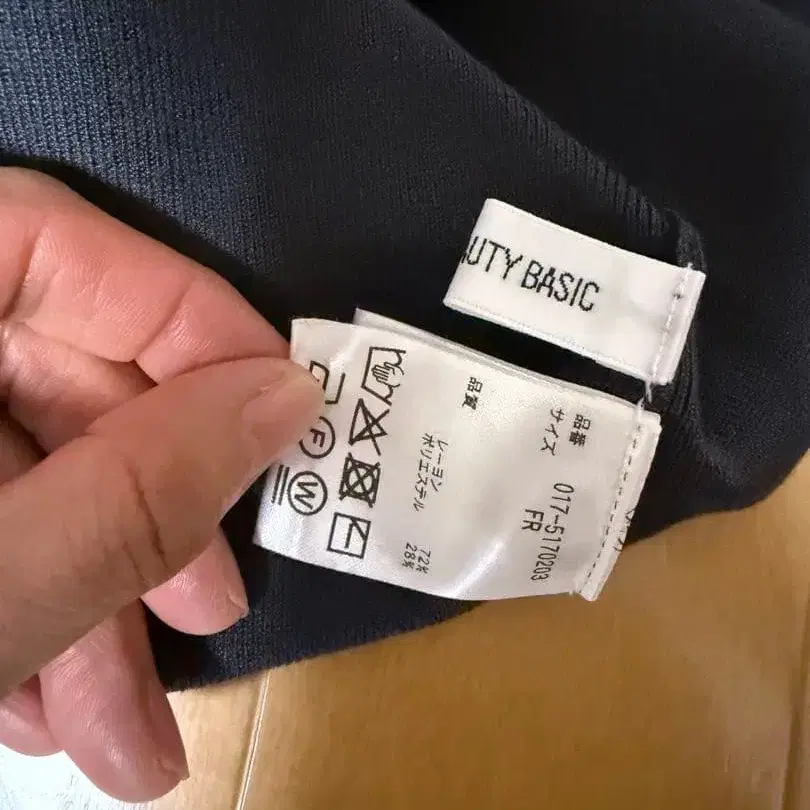 AUTY BASIC
品番 017-5170203
サイズ FR
品質
レーヨン 72%
ポリエステル 28%
F
W